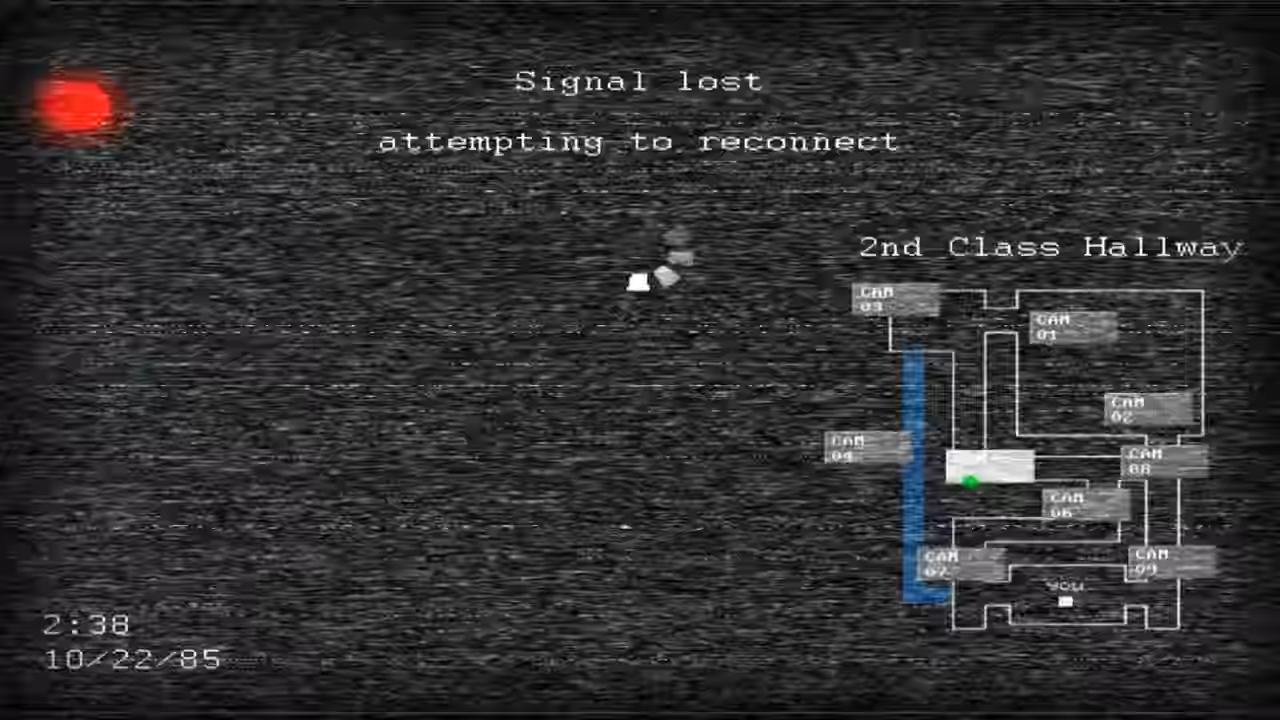 Signal lost
attempting to reconnect
2nd Class Hallway
CAM
03
CAM
01
CAM
02
CAM
04
CAM
08
CAM
06
CAM
07
CAM
09
YOU
2:38
10/22/85